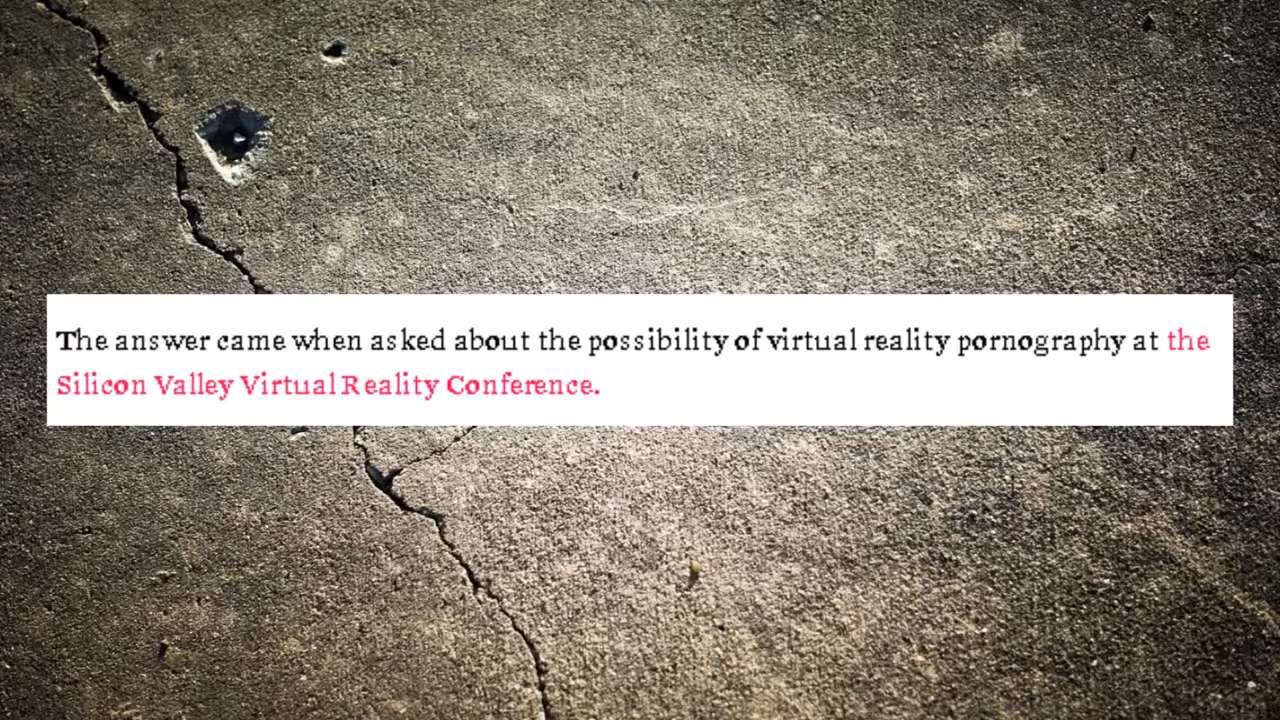 The answer came when asked about the possibility of virtual reality pornography at the
Silicon Valley Virtual Reality Conference.